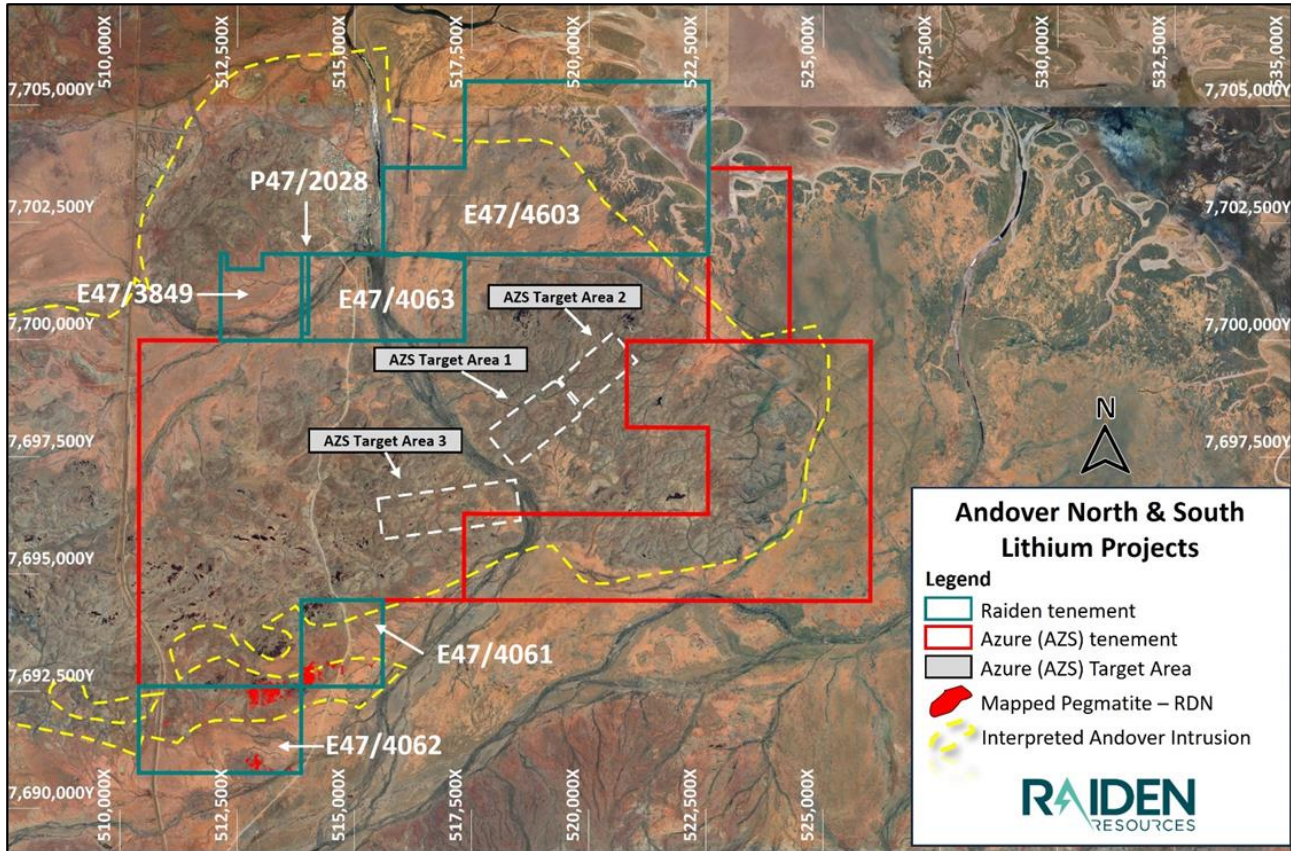 510,000X
512,500X
515,000X
517,500X
520,000X
522,500X
525,000X
527,500X
530,000X
532,500X
535,000X
7,705,000Y
7,705,000Y
P47/2028
7,702,500Y
E47/4603
7,702,500Y
E47/3849
E47/4063
AZS Target Area 2
7,700,000Y
7,700,000Y
AZS Target Area 1
AZS Target Area 3
N
7,697,500Y
7,697,500Y
7,695,000Y
E47/4061
7,692,500Y
E47/4062
7,690,000Y
510,000X
512,500X
515,000X
517,500X
520,000X
522,500X
525,000X
Andover North & South
Lithium Projects
Legend
Raiden tenement
Azure (AZS) tenement
Azure (AZS) Target Area
Mapped Pegmatite – RDN
Interpreted Andover Intrusion
RAIDEN
RESOURCES